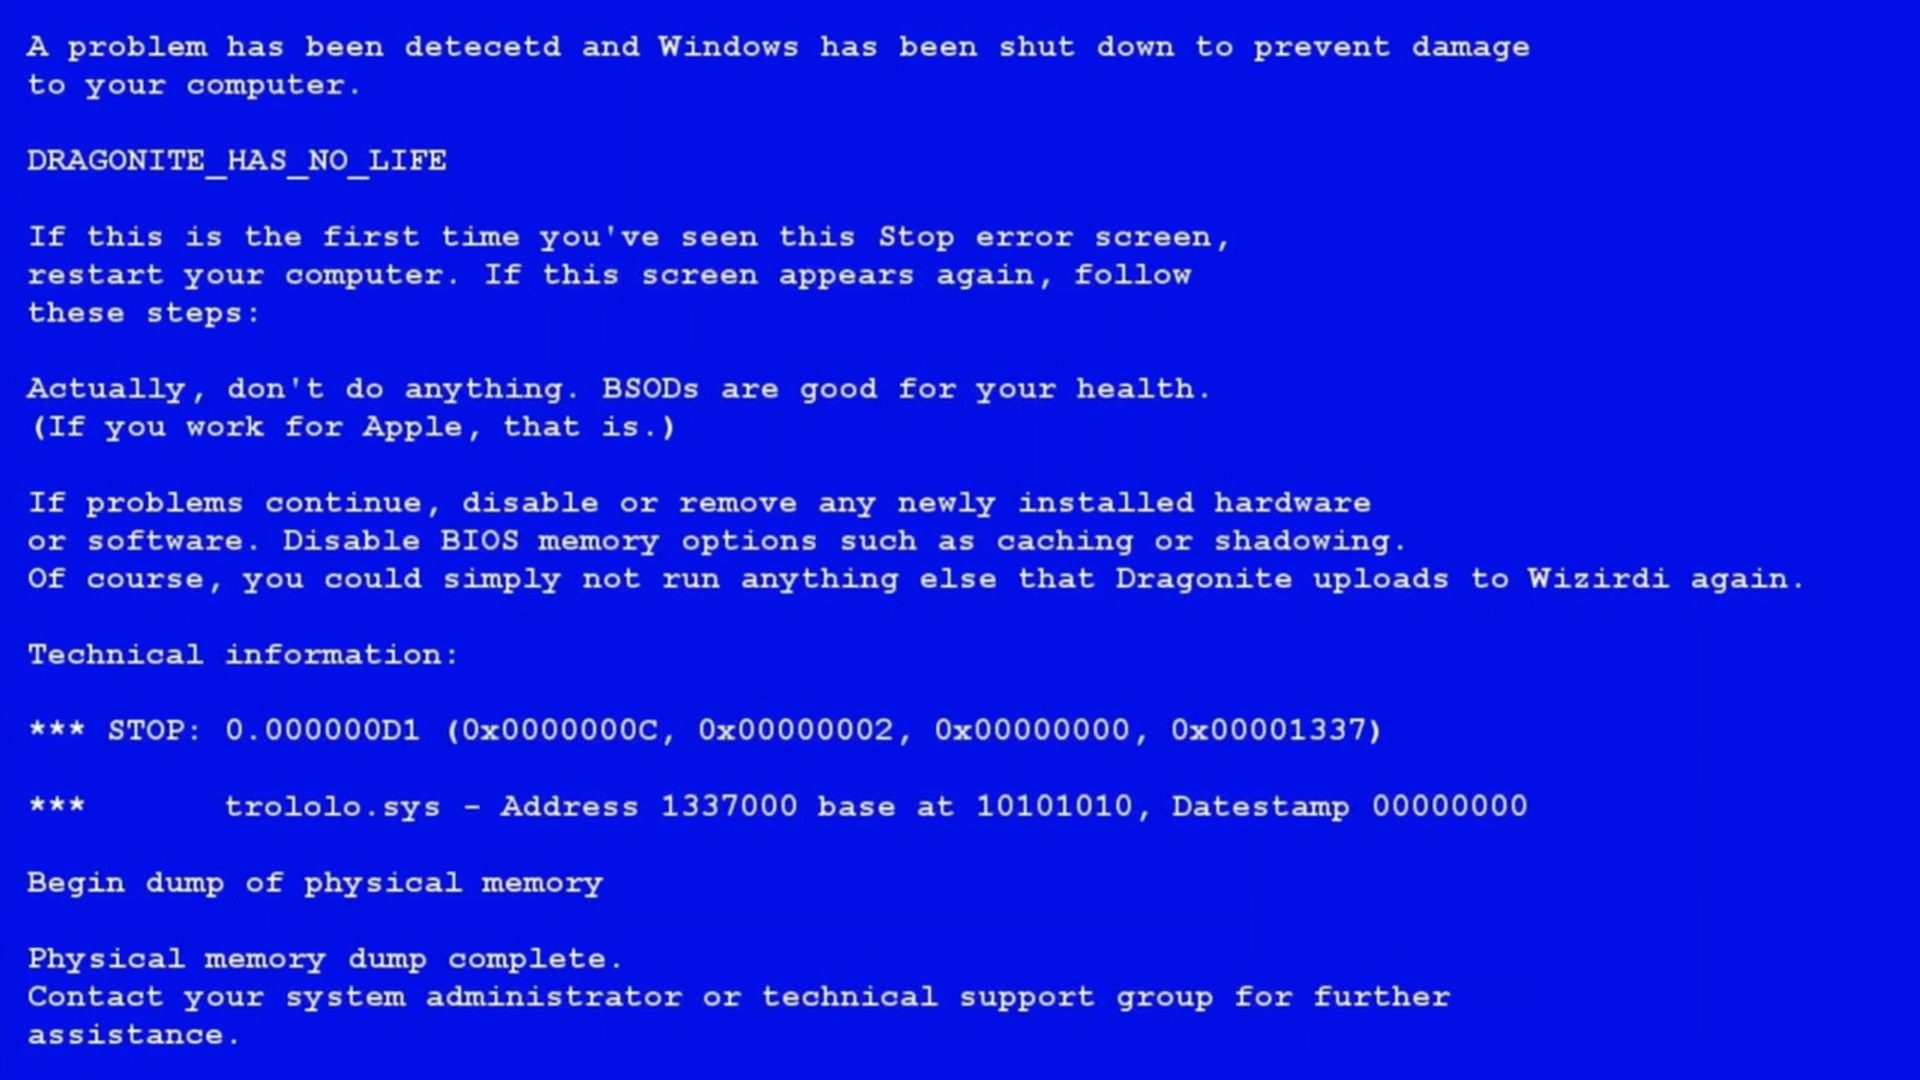 A problem has been detecetd and Windows has been shut down to prevent damage
to your computer.
DRAGONITE_HAS_NO_LIFE
If this is the first time you've seen this Stop error screen,
restart your computer. If this screen appears again, follow
these steps:
Actually, don't do anything. BSODs are good for your health.
(If you work for Apple, that is.)
If problems continue, disable or remove any newly installed hardware
or software. Disable BIOS memory options such as caching or shadowing.
Of course, you could simply not run anything else that Dragonite uploads to Wizirdi again.
Technical information:
*** STOP: 0.000000D1 (0x0000000C, 0x00000002, 0x00000000, 0x00001337)
*** trololo.sys - Address 1337000 base at 10101010, Datestamp 00000000
Begin dump of physical memory
Physical memory dump complete.
Contact your system administrator or technical support group for further
assistance.